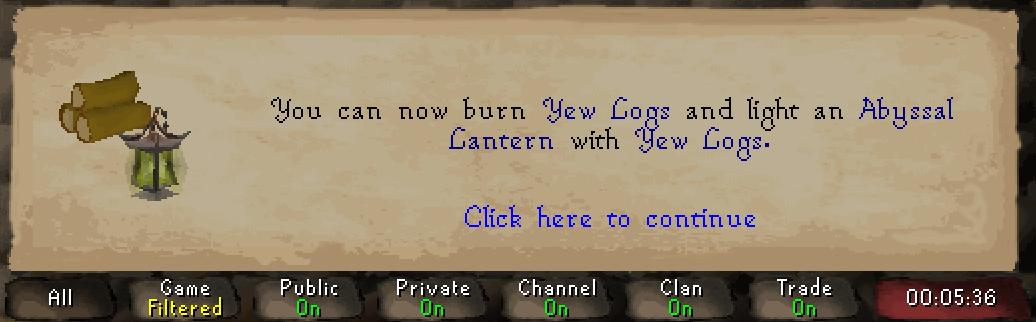 You can now burn Yew Logs and light an Abyssal
Lantern with Yew Logs.
Click here to continue
All
Game
Filtered
Public
On
Private
On
Channel
On
Clan
On
Trade
On
00:05:36